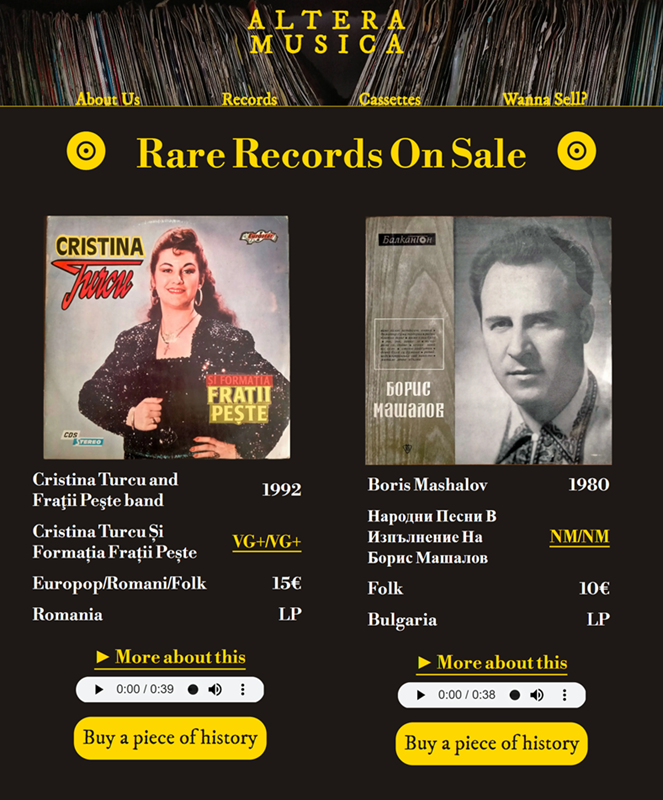 ALTERA
MUSICA
About Us Records Cassettes Wanna Sell?
Rare Records On Sale
CRISTINA
Turcu
ȘI FORMAȚIA
FRAȚII
PEȘTE
CDS
STEREO
Балкантон
БОРИС
МАШАЛОВ
Cristina Turcu and
Fraţii Peşte band
1992
Cristina Turcu Și
Formația Frații Pește
VG+/VG+
Europop/Romani/Folk 15€
Romania LP
► More about this
0:00 / 0:39
Buy a piece of history
Boris Mashalov 1980
Народни Песни В
Изпълнение На
Борис Машалов
NM/NM
Folk 10€
Bulgaria LP
► More about this
0:00 / 0:38
Buy a piece of history